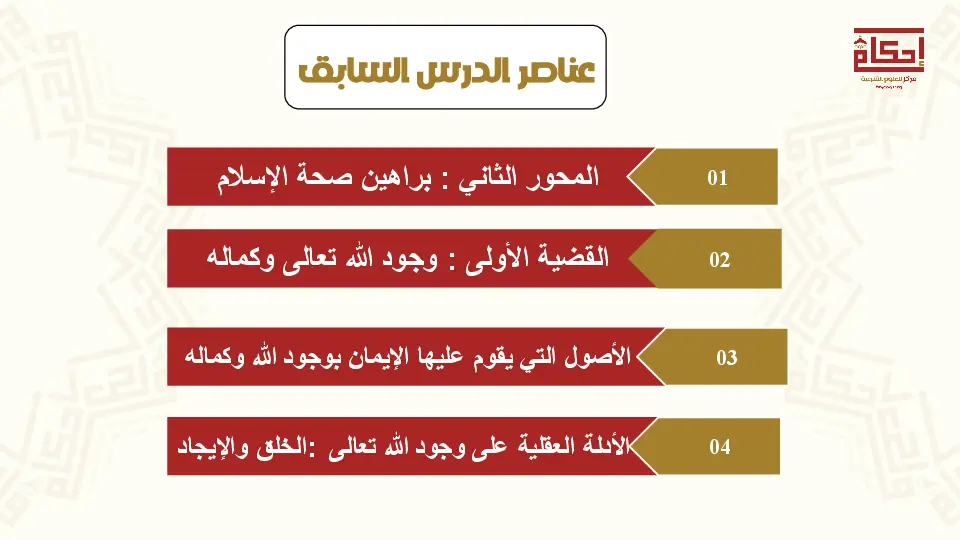 إحكام
مركز للعلوم الشرعية
عناصر الدرس السابق
01
المحور الثاني : براهين صحة الإسلام
02
القضية الأولى : وجود الله تعالى وكماله
03
الأصول التي يقوم عليها الإيمان بوجود الله وكماله
04
الأدلة العقلية على وجود الله تعالى :الخلق والإيجاد